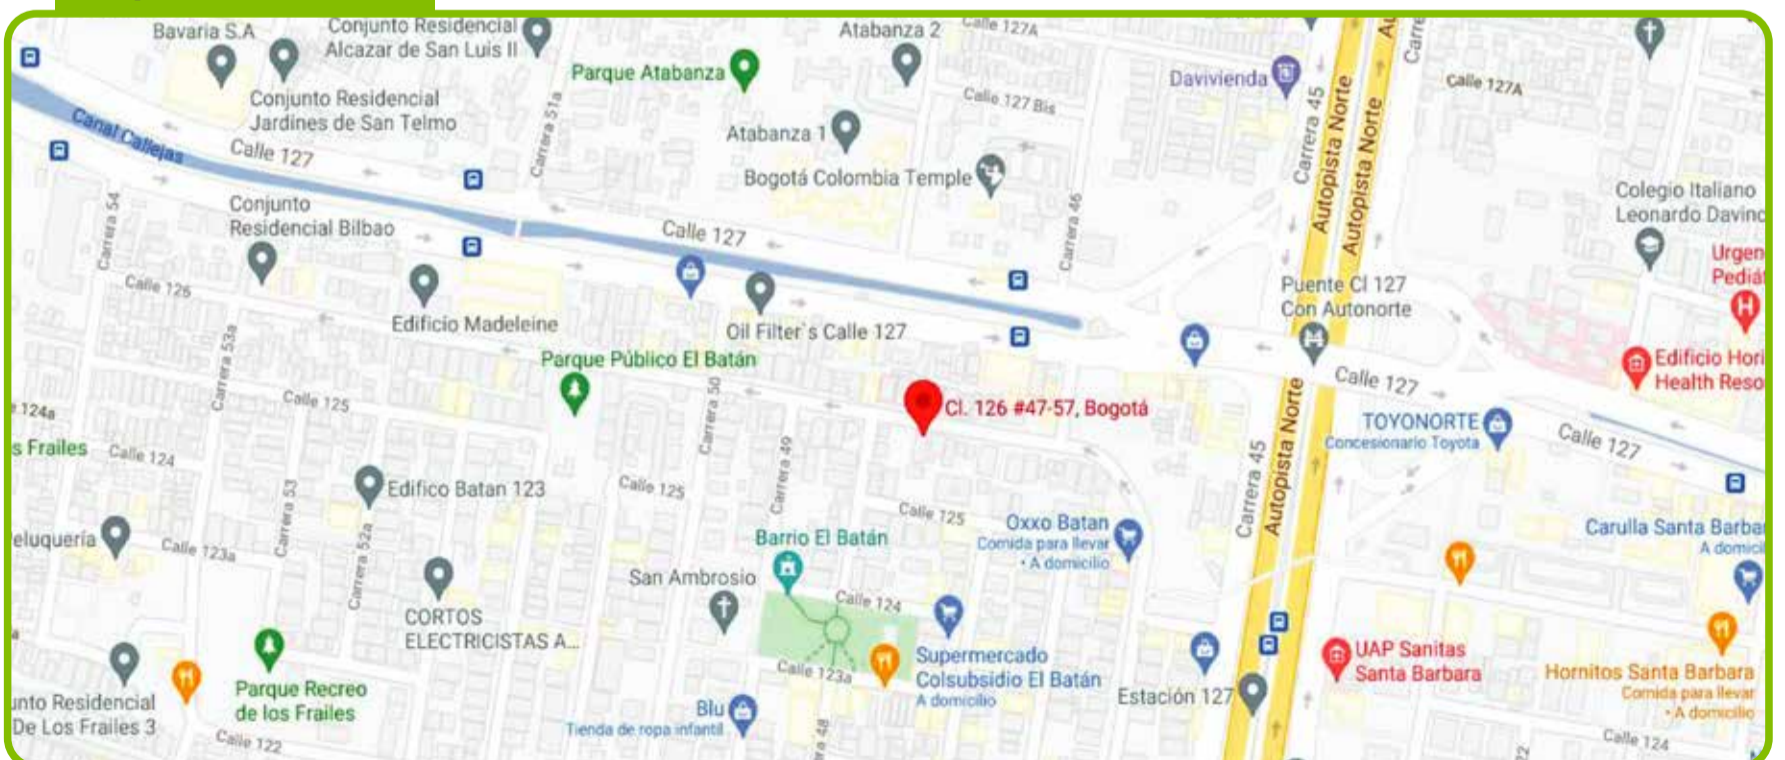 Bavaria S.A
Conjunto Residencial
Alcazar de San Luis II
Atabanza 2
Calle 127A
Parque Atabanza
Davivienda
Calle 127A
Conjunto Residencial
Jardines de San Telmo
Carrera 51a
Calle 127 Bis
Carrera 45
Autopista Norte
Autopista Norte
Canal Callejas
Calle 127
Atabanza 1
Bogotá Colombia Temple
Colegio Italiano
Leonardo Davinc
Carrera 54
Conjunto
Residencial Bilbao
Calle 127
Carrera 46
Urgen
Pediá
Calle 126
Puente Cl 127
Con Autonorte
Edificio Madeleine
Oil Filter`s Calle 127
Carrera 53a
Parque Público El Batán
Edificio Hori
Health Reso
Calle 127
Calle 125
Carrera 50
Cl. 126 #47-57, Bogotá
Autopista Norte
TOYONORTE
Concesionario Toyota
Calle 127
124a
s Frailes
Calle 124
Carrera 49
Carrera 45
Edifico Batan 123
Calle 125
Calle 125
Carrera 53
Oxxo Batan
Comida para llevar
• A domicilio
Carulla Santa Barba
A domicil
eluquería
Calle 123a
Carrera 52a
Barrio El Batán
San Ambrosio
Calle 124
CORTOS
ELECTRICISTAS A...
Supermercado
Colsubsidio El Batán
A domicilio
Calle 123a
UAP Sanitas
Santa Barbara
Hornitos Santa Barbara
Comida para llevar
• A domicilio
Parque Recreo
de los Frailes
unto Residencial
De Los Frailes 3
Estación 127
Blu
Tienda de ropa infantil
Calle 122
ra 48
Calle 124
22